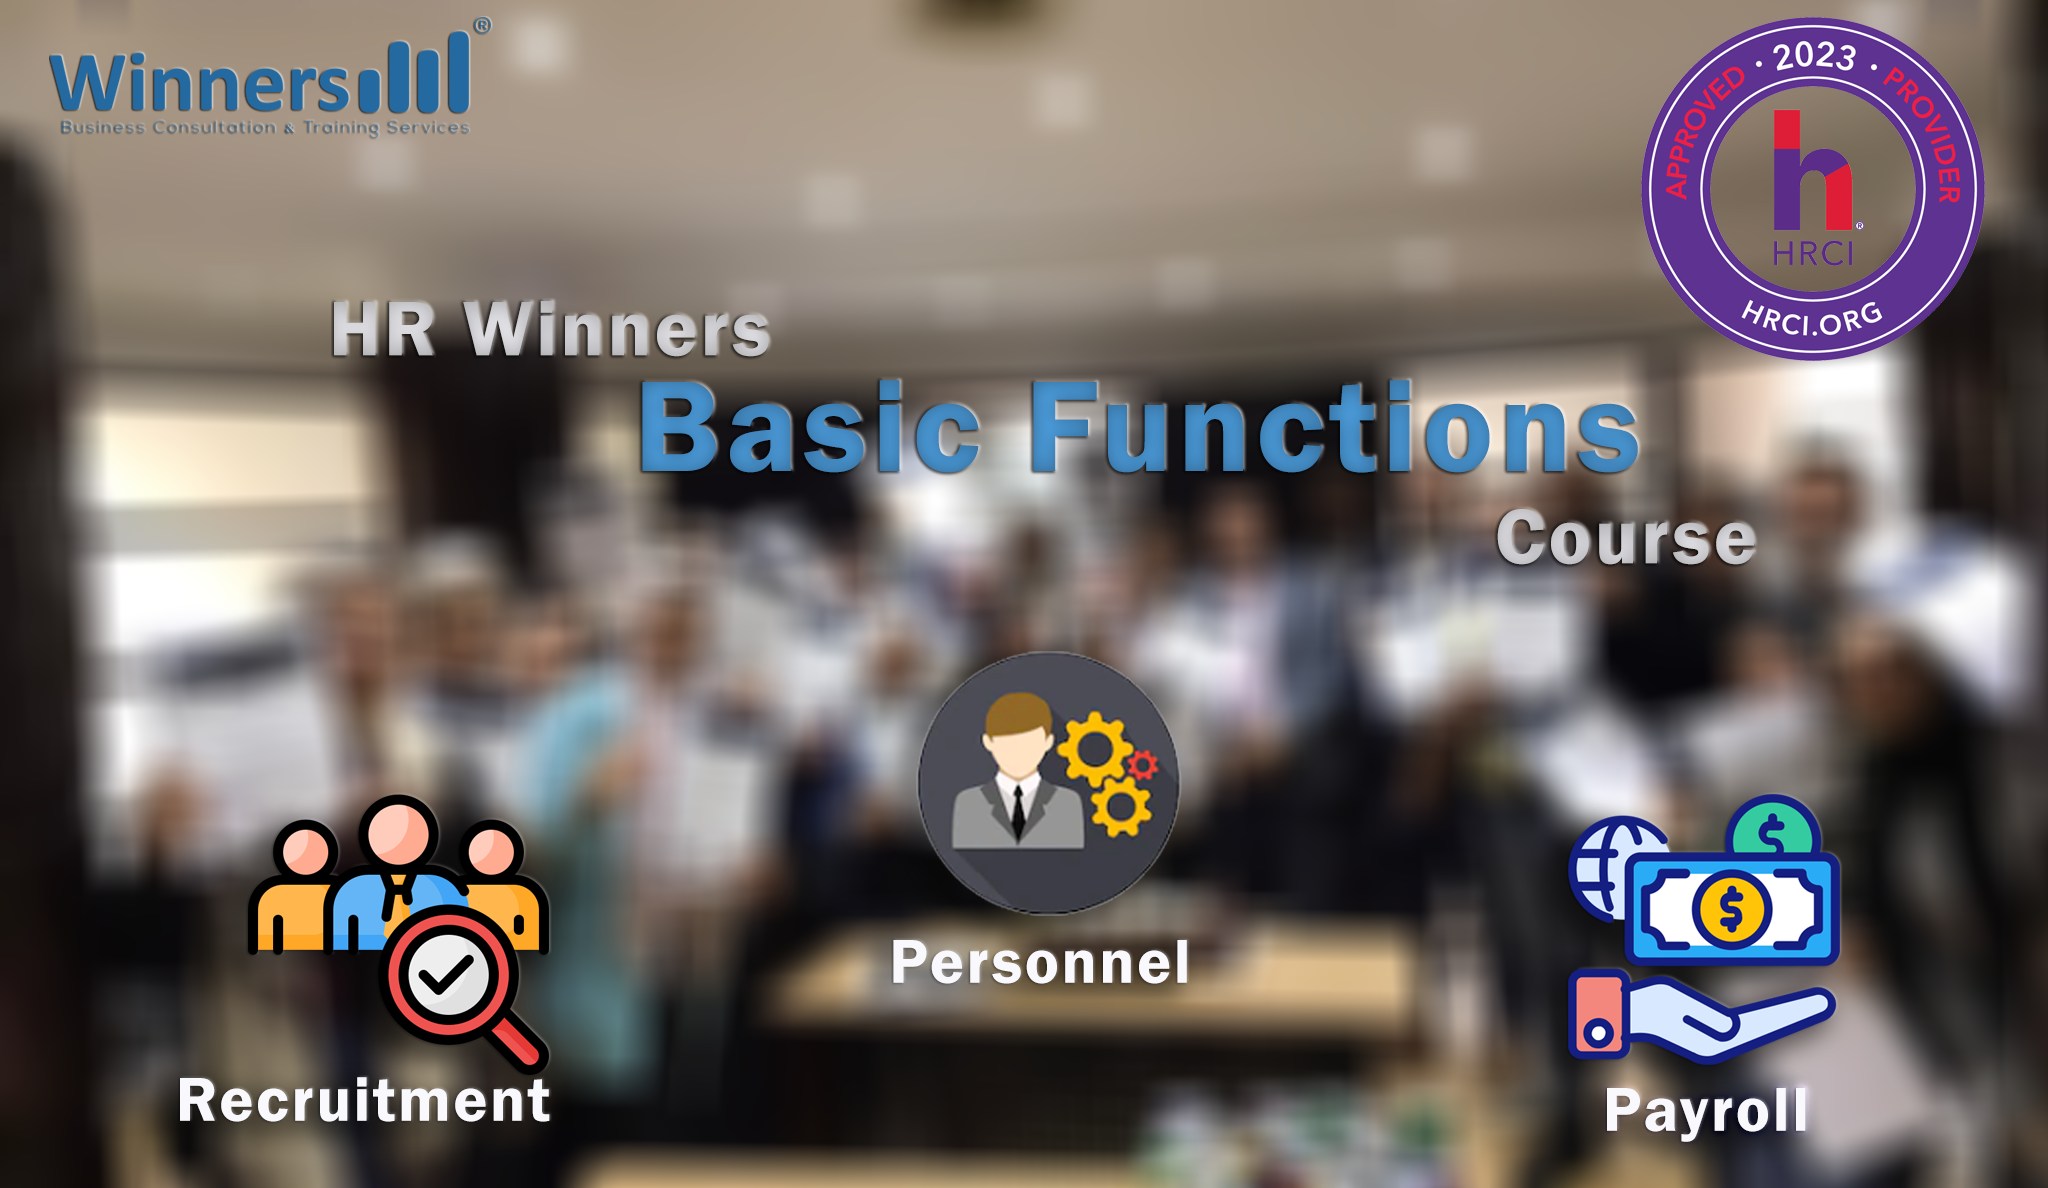 Winners®
Business Consultation & Training Services
APPROVED · 2023 · PROVIDER
h®
HRCI
HRCI.ORG
HR Winners
Basic Functions
Course
Personnel
Recruitment
Payroll